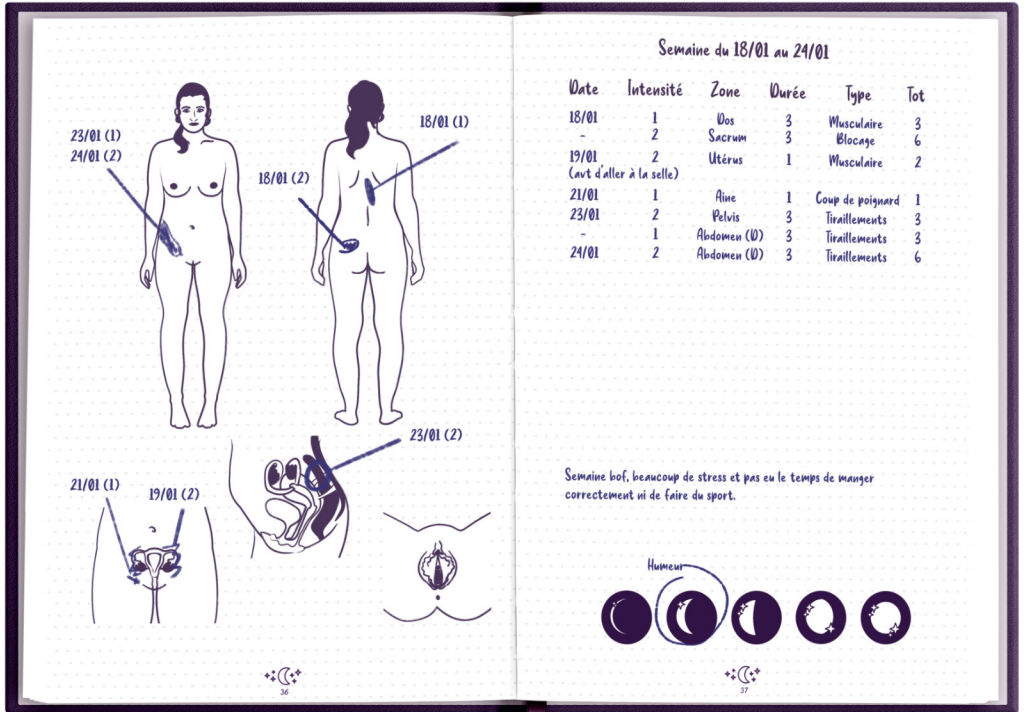 23/01 (1)
24/01 (2)
18/01 (1)
18/01 (2)
23/01 (2)
21/01 (1)
19/01 (2)
36
Semaine du 18/01 au 24/01
Date Intensité Zone Durée Type Tot
18/01 1 Dos 3 Musculaire 3
- 2 Sacrum 3 Blocage 6
19/01 2 Utérus 1 Musculaire 2
(avt d'aller à la selle)
21/01 1 Aine 1 Coup de poignard 1
23/01 2 Pelvis 3 Tiraillements 3
- 1 Abdomen (D) 3 Tiraillements 3
24/01 2 Abdomen (D) 3 Tiraillements 6
Semaine bof, beaucoup de stress et pas eu le temps de manger
correctement ni de faire du sport.
Humeur
37